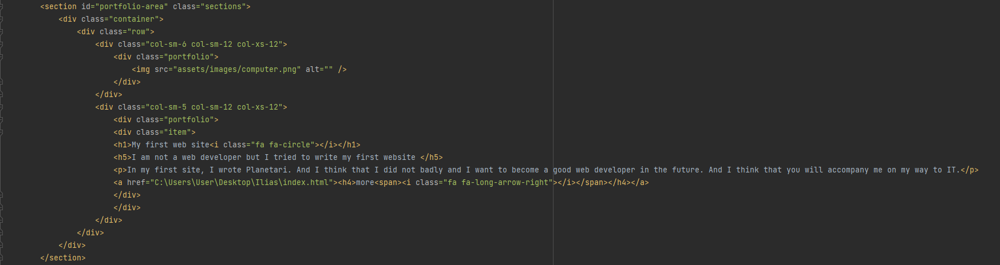 <section id="portfolio-area" class="sections">
<div class="container">
<div class="row">
<div class="col-sm-6 col-sm-12 col-xs-12">
<div class="portfolio">
<img src="assets/images/computer.png" alt="" />
</div>
</div>
<div class="col-sm-5 col-sm-12 col-xs-12">
<div class="portfolio">
<div class="item">
<h1>My first web site<i class="fa fa-circle"></i></h1>
<h5>I am not a web developer but I tried to write my first website </h5>
<p>In my first site, I wrote Planetari. And I think that I did not badly and I want to become a good web developer in the future. And I think that you will accompany me on my way to IT.</p>
<a href="C:\Users\User\Desktop\Ilias\index.html"><h4>more<span><i class="fa fa-long-arrow-right"></i></span></h4></a>
</div>
</div>
</div>
</div>
</div>
</section>